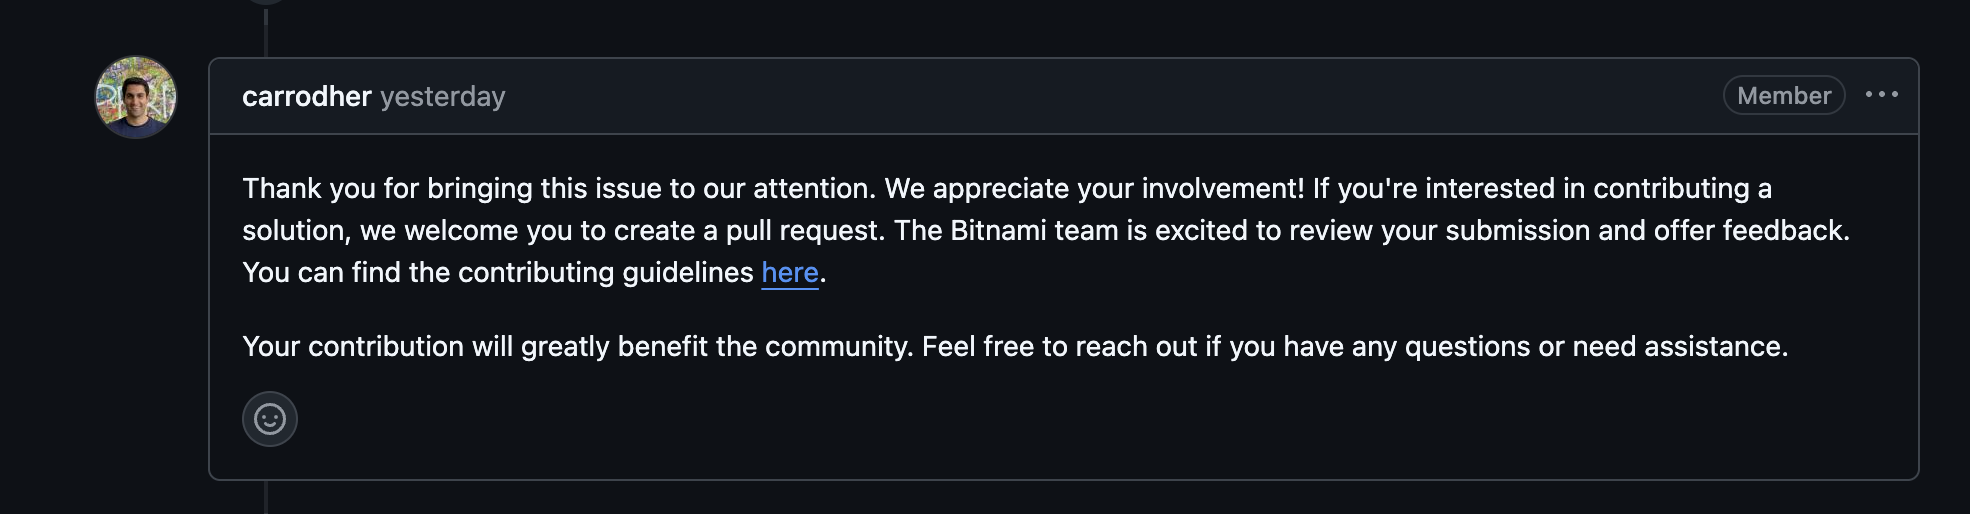 carrodher yesterday
Member
Thank you for bringing this issue to our attention. We appreciate your involvement! If you're interested in contributing a
solution, we welcome you to create a pull request. The Bitnami team is excited to review your submission and offer feedback.
You can find the contributing guidelines here.
Your contribution will greatly benefit the community. Feel free to reach out if you have any questions or need assistance.